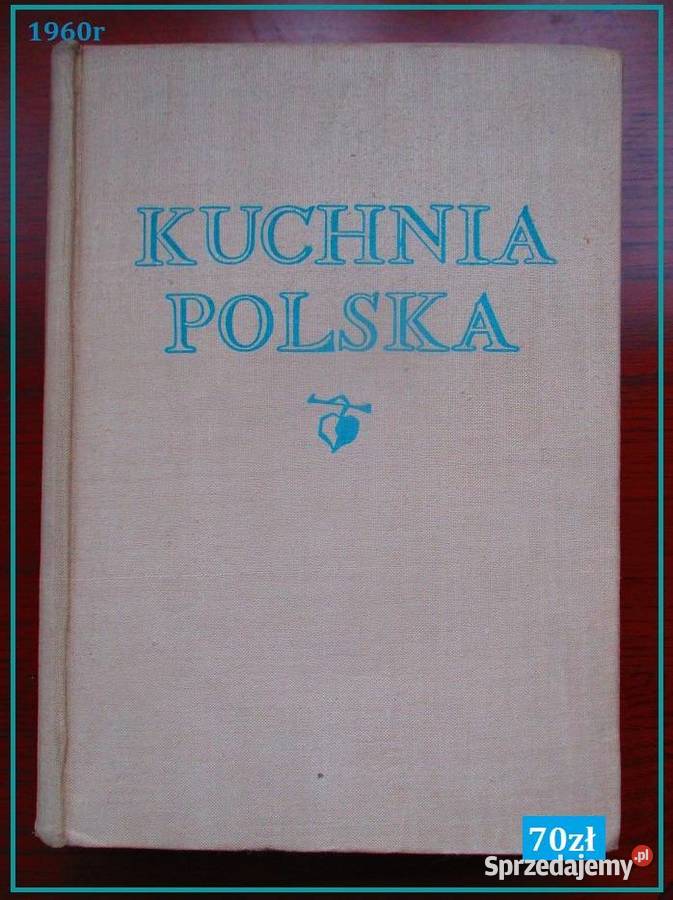 1960r
KUCHNIA
POLSKA
70zł
Sprzedajemy.pl